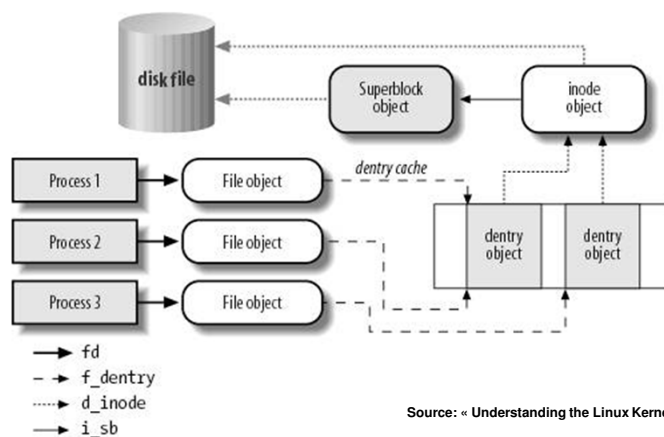 disk file
Superblock
object
inode
object
Process 1
File object
dentry cache
Process 2
File object
dentry
object
dentry
object
Process 3
File object
fd
f_dentry
d_inode
i_sb
Source: « Understanding the Linux Kerne